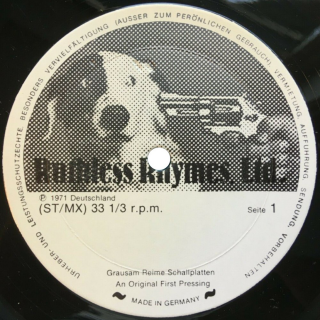 URHEBER- UND LEISTUNGSSCHUTZRECHTE BESONDERS VERVIELFÄLTIGUNG (AUSSER ZUM PERSÖNLICHEN GEBRAUCH), VERMITTUNG, AUFFÜHRUNG, SENDUNG, VORBEHALTEN
Ruthless Rhymes, Ltd.
℗ 1971 Deutschland
(ST/MX) 33 1/3 r.p.m.
Seite 1
Grausam Reime Schallplatten
An Original First Pressing
MADE IN GERMANY